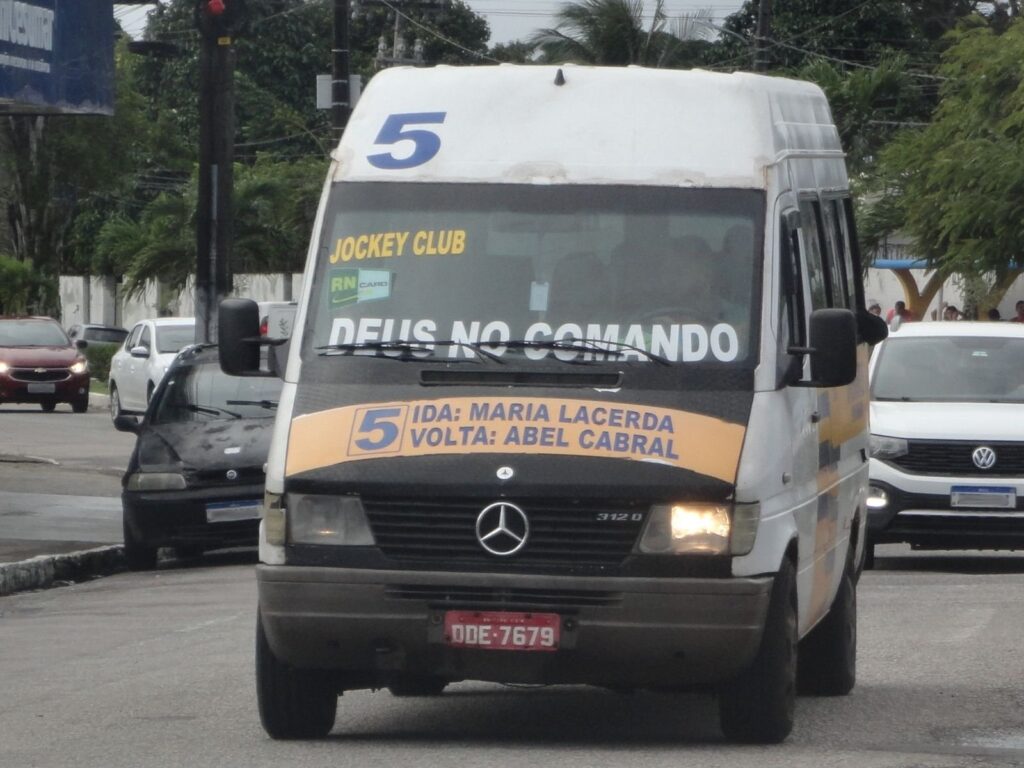 5
JOCKEY CLUB
RN CARD
DEUS NO COMANDO
5 IDA: MARIA LACERDA
VOLTA: ABEL CABRAL
312 D
DDE-7679